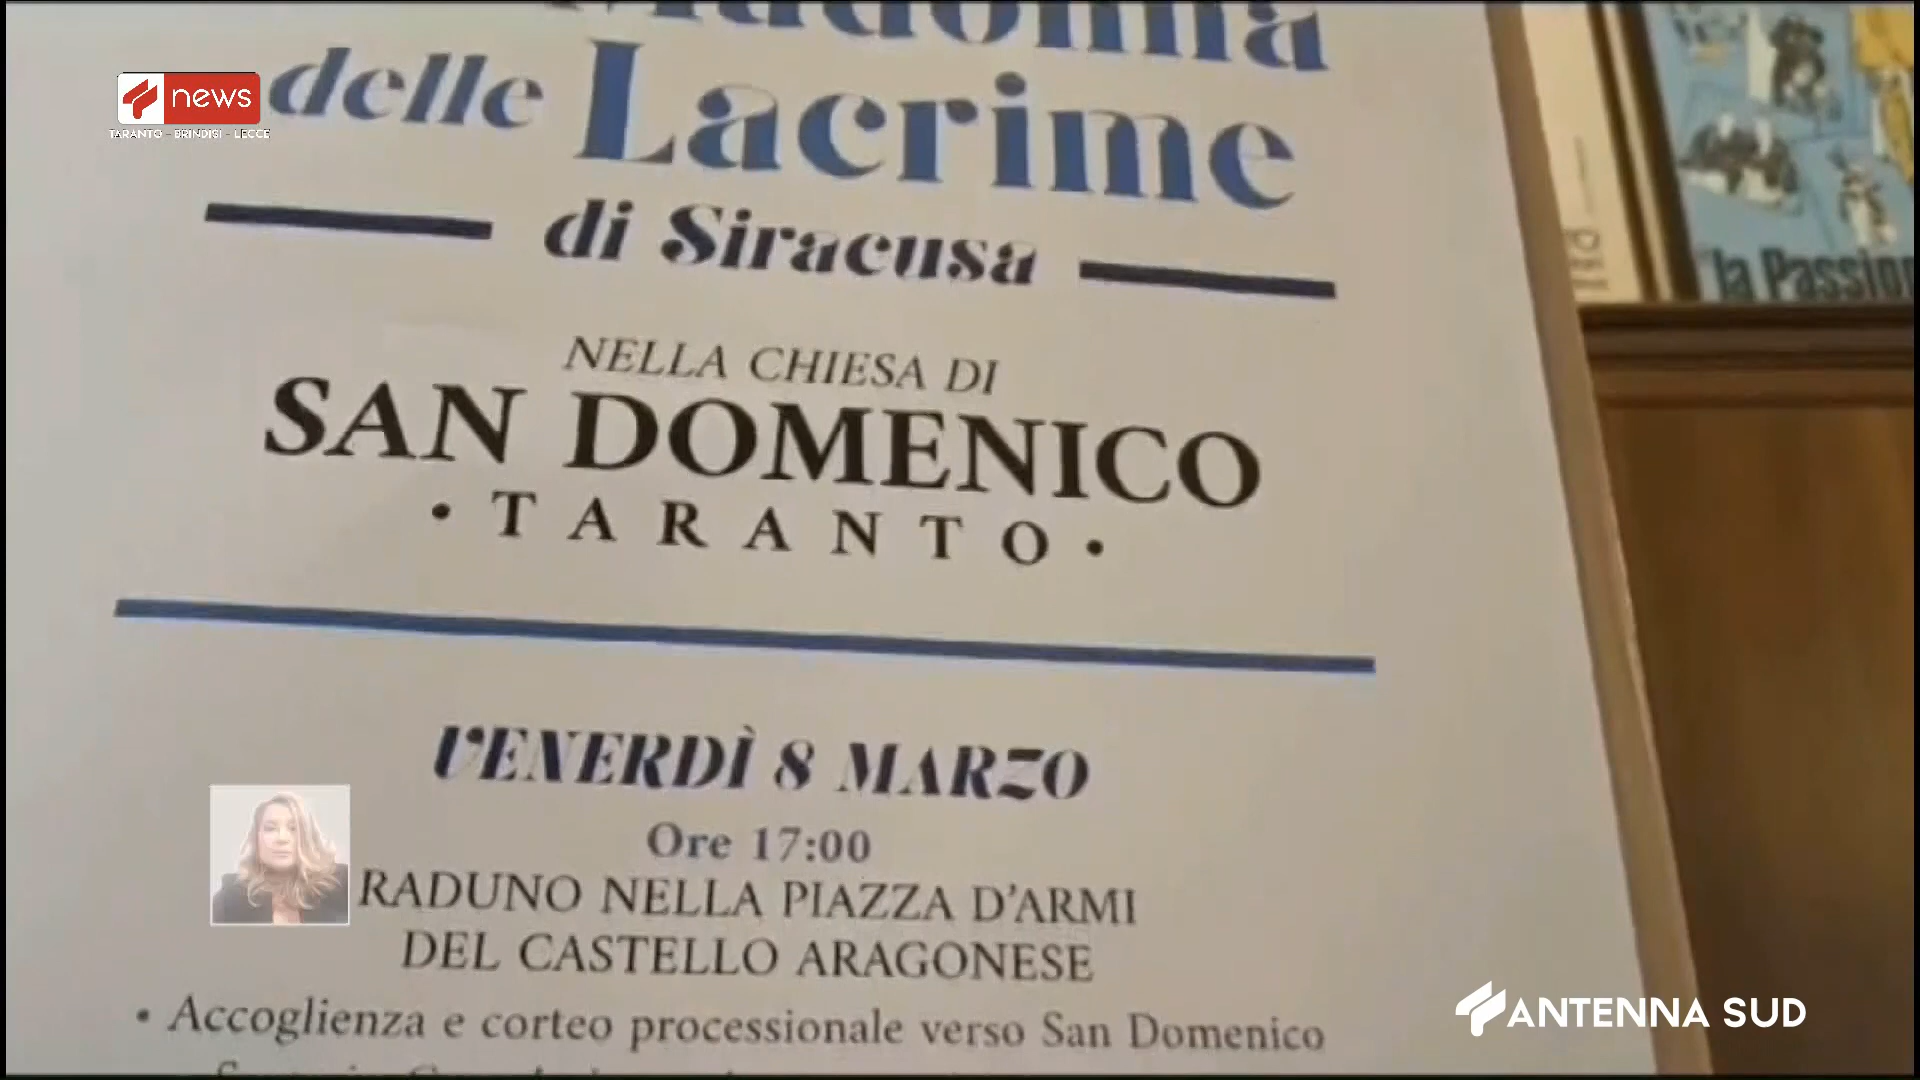 Madonna
delle Lacrime
di Siracusa
NELLA CHIESA DI
SAN DOMENICO
• TARANTO •
VENERDÌ 8 MARZO
Ore 17:00
RADUNO NELLA PIAZZA D'ARMI
DEL CASTELLO ARAGONESE
• Accoglienza e corteo processionale verso San Domenico
news
TARANTO - BRINDISI - LECCE
la Passion
ANTENNA SUD